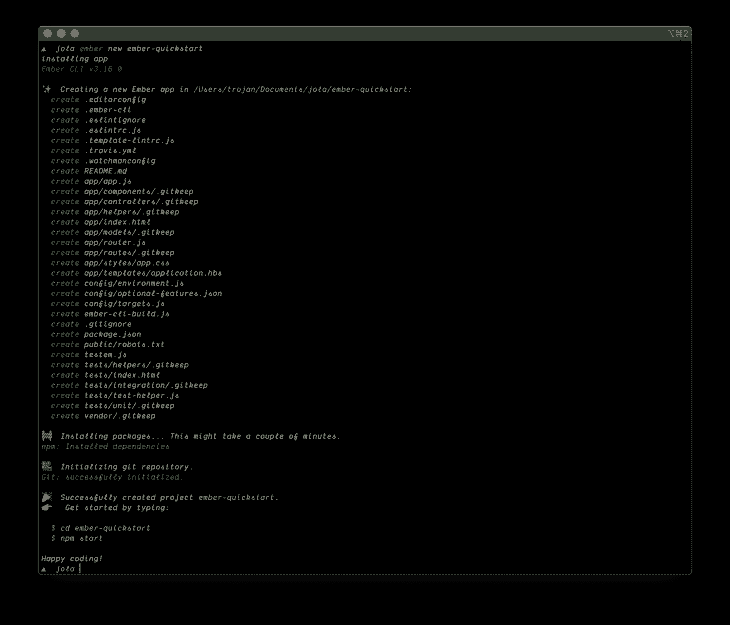 ⌥⌘2
▲ jota ember new ember-quickstart
installing app
Ember CLI v3.16.0
✨ Creating a new Ember app in /Users/trojan/Documents/jota/ember-quickstart:
create .editorconfig
create .ember-cli
create .eslintignore
create .eslintrc.js
create .template-lintrc.js
create .travis.yml
create .watchmanconfig
create README.md
create app/app.js
create app/components/.gitkeep
create app/controllers/.gitkeep
create app/helpers/.gitkeep
create app/index.html
create app/models/.gitkeep
create app/router.js
create app/routes/.gitkeep
create app/styles/app.css
create app/templates/application.hbs
create config/environment.js
create config/optional-features.json
create config/targets.js
create ember-cli-build.js
create .gitignore
create package.json
create public/robots.txt
create testem.js
create tests/helpers/.gitkeep
create tests/index.html
create tests/integration/.gitkeep
create tests/test-helper.js
create tests/unit/.gitkeep
create vendor/.gitkeep
🚧 Installing packages... This might take a couple of minutes.
npm: Installed dependencies
🎥 Initializing git repository.
Git: successfully initialized.
🎉 Successfully created project ember-quickstart.
👉 Get started by typing:
$ cd ember-quickstart
$ npm start
Happy coding!
▲ jota